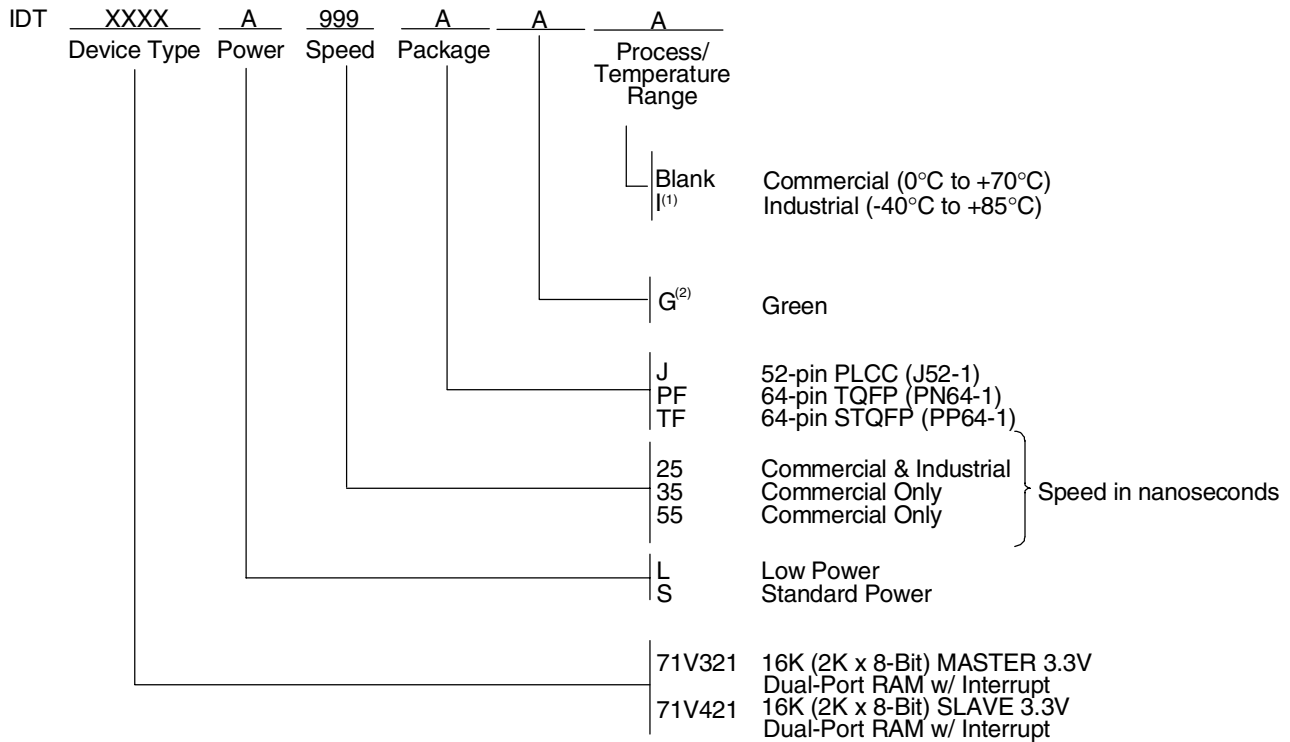 IDT XXXX A 999 A A A
Device Type Power Speed Package Process/
Temperature
Range
Blank Commercial (0°C to +70°C)
I(1) Industrial (-40°C to +85°C)
G(2) Green
J 52-pin PLCC (J52-1)
PF 64-pin TQFP (PN64-1)
TF 64-pin STQFP (PP64-1)
25 Commercial & Industrial
35 Commercial Only Speed in nanoseconds
55 Commercial Only
L Low Power
S Standard Power
71V321 16K (2K x 8-Bit) MASTER 3.3V
Dual-Port RAM w/ Interrupt
71V421 16K (2K x 8-Bit) SLAVE 3.3V
Dual-Port RAM w/ Interrupt